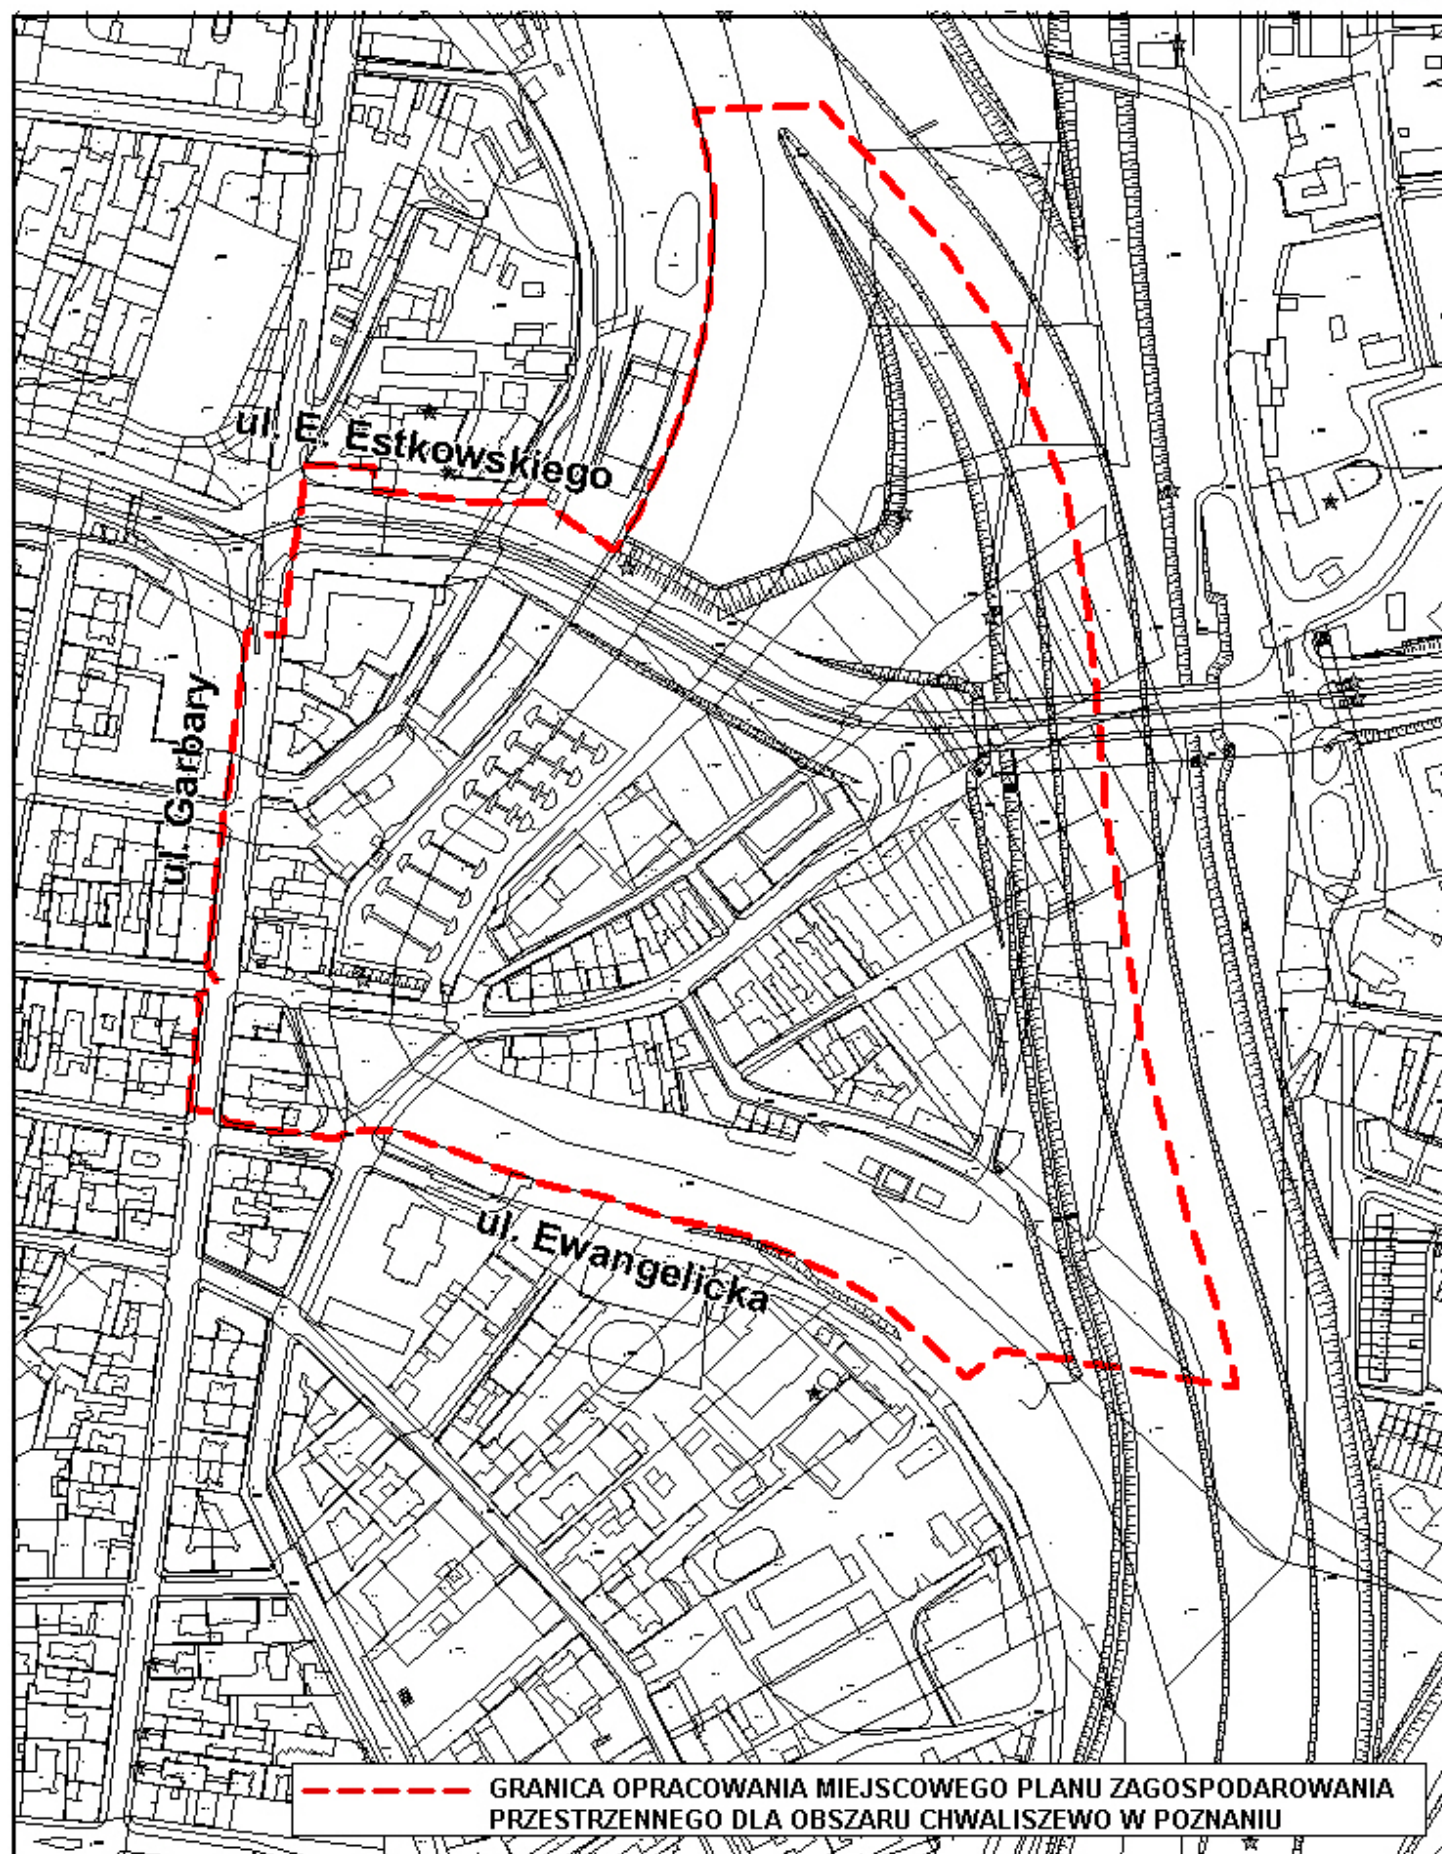 ul. E. Estkowskiego
ul. Garbary
ul. Ewangelicka
GRANICA OPRACOWANIA MIEJSCOWEGO PLANU ZAGOSPODAROWANIA
PRZESTRZENNEGO DLA OBSZARU CHWALISZEWO W POZNANIU